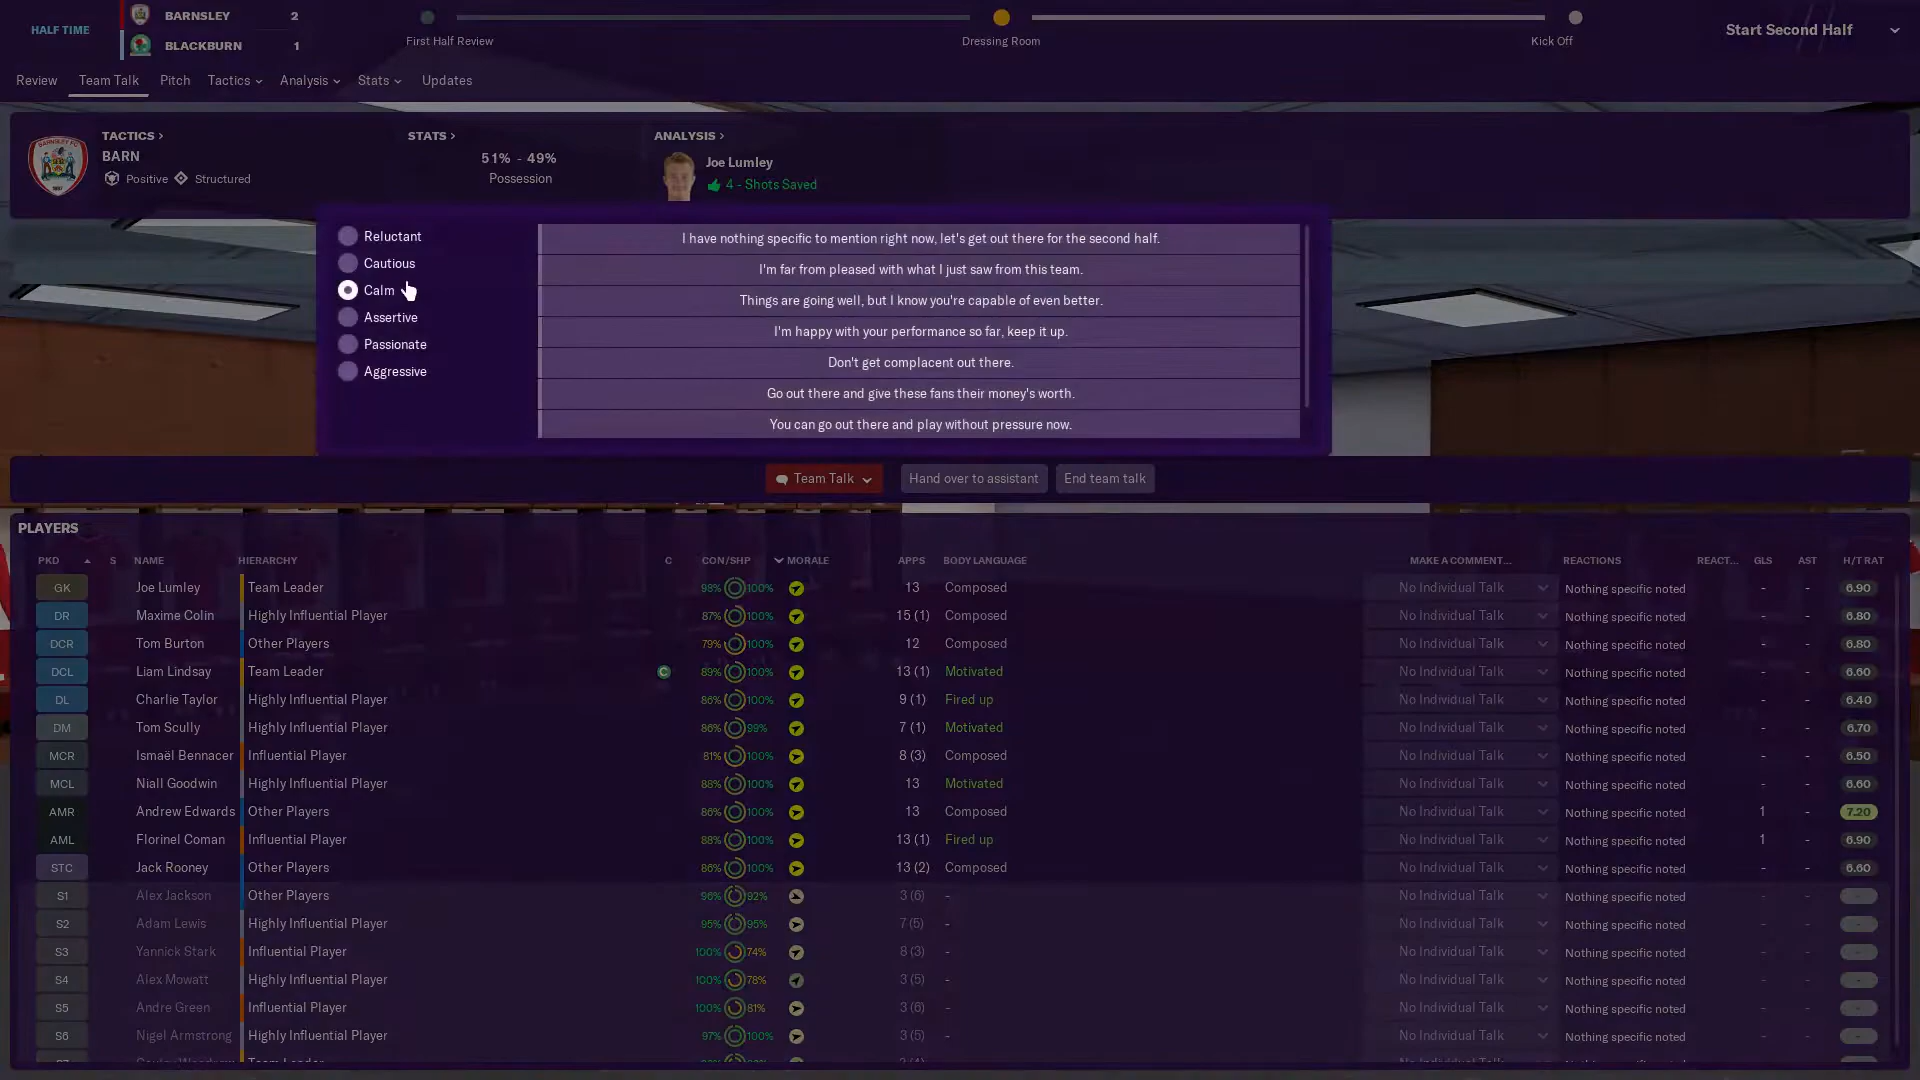 HALF TIME
BARNSLEY 2
BLACKBURN 1
First Half Review
Dressing Room
Kick Off
Start Second Half
Review Team Talk Pitch Tactics Analysis Stats Updates
TACTICS >
BARN
Positive Structured
STATS >
51% - 49%
Possession
ANALYSIS >
Joe Lumley
4 - Shots Saved
Reluctant
Cautious
Calm
Assertive
Passionate
Aggressive
I have nothing specific to mention right now, let's get out there for the second half.
I'm far from pleased with what I just saw from this team.
Things are going well, but I know you're capable of even better.
I'm happy with your performance so far, keep it up.
Don't get complacent out there.
Go out there and give these fans their money's worth.
You can go out there and play without pressure now.
Team Talk Hand over to assistant End team talk
PLAYERS
PKD S NAME HIERARCHY C CON/SHP MORALE APPS BODY LANGUAGE MAKE A COMMENT... REACTIONS REACT... GLS AST H/T RAT
GK Joe Lumley Team Leader 98% 100% 13 Composed No Individual Talk Nothing specific noted - - 6.90
DR Maxime Colin Highly Influential Player 87% 100% 15 (1) Composed No Individual Talk Nothing specific noted - - 6.80
DCR Tom Burton Other Players 79% 100% 12 Composed No Individual Talk Nothing specific noted - - 6.80
DCL Liam Lindsay Team Leader C 89% 100% 13 (1) Motivated No Individual Talk Nothing specific noted - - 6.60
DL Charlie Taylor Highly Influential Player 86% 100% 9 (1) Fired up No Individual Talk Nothing specific noted - - 6.40
DM Tom Scully Highly Influential Player 86% 99% 7 (1) Motivated No Individual Talk Nothing specific noted - - 6.70
MCR Ismaël Bennacer Influential Player 81% 100% 8 (3) Composed No Individual Talk Nothing specific noted - - 6.50
MCL Niall Goodwin Highly Influential Player 88% 100% 13 Motivated No Individual Talk Nothing specific noted - - 6.60
AMR Andrew Edwards Other Players 86% 100% 13 Composed No Individual Talk Nothing specific noted 1 - 7.20
AML Florinel Coman Influential Player 88% 100% 13 (1) Fired up No Individual Talk Nothing specific noted 1 - 6.90
STC Jack Rooney Other Players 86% 100% 13 (2) Composed No Individual Talk Nothing specific noted - - 6.60
S1 Alex Jackson Other Players 96% 92% 3 (6) - No Individual Talk Nothing specific noted - - -
S2 Adam Lewis Highly Influential Player 95% 95% 7 (5) - No Individual Talk Nothing specific noted - - -
S3 Yannick Stark Influential Player 100% 74% 8 (3) - No Individual Talk Nothing specific noted - - -
S4 Alex Mowatt Highly Influential Player 100% 78% 3 (5) - No Individual Talk Nothing specific noted - - -
S5 Andre Green Influential Player 100% 81% 3 (6) - No Individual Talk Nothing specific noted - - -
S6 Nigel Armstrong Highly Influential Player 97% 100% 3 (5) - No Individual Talk Nothing specific noted - - -
Team Leader No Individual Talk Nothing specific noted